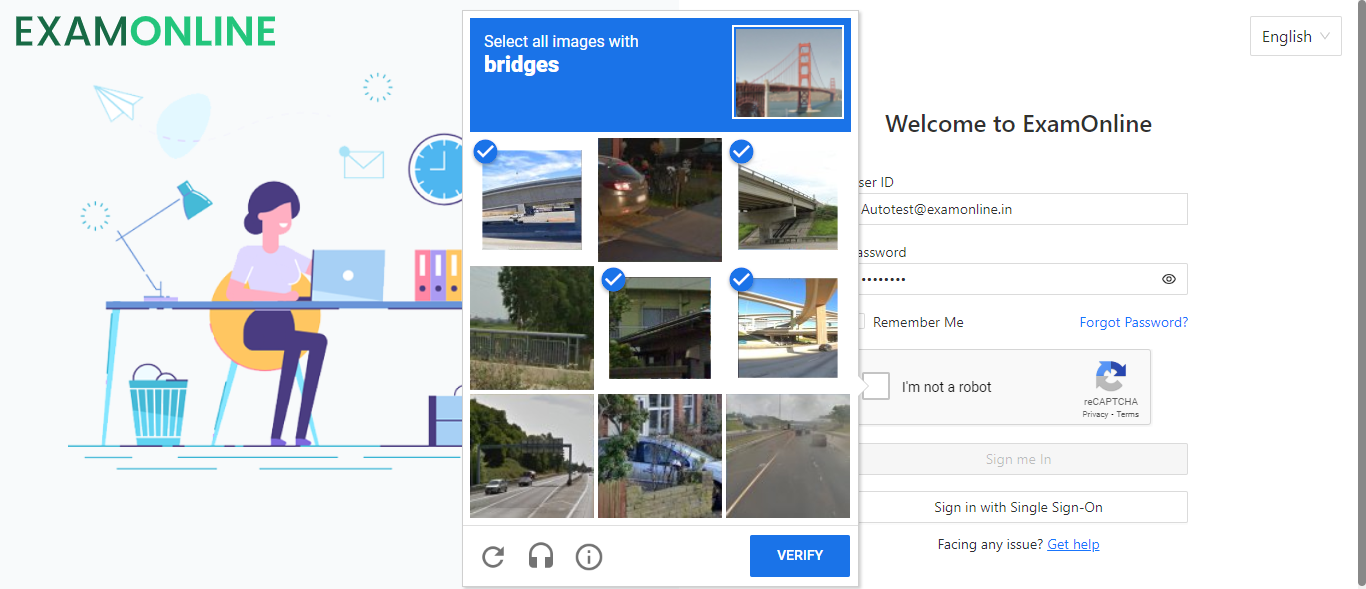 EXAMONLINE
Select all images with
bridges
VERIFY
English
Welcome to ExamOnline
ser ID
Autotest@examonline.in
assword
Remember Me
Forgot Password?
I'm not a robot
reCAPTCHA
Privacy - Terms
Sign me In
Sign in with Single Sign-On
Facing any issue? Get help